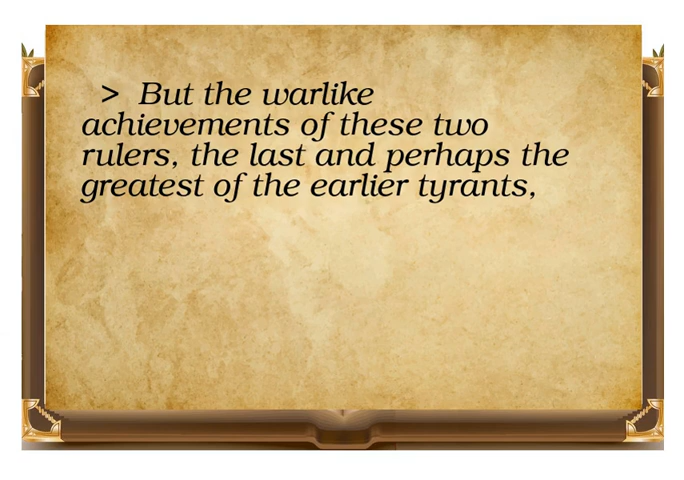 > But the warlike
achievements of these two
rulers, the last and perhaps the
greatest of the earlier tyrants,